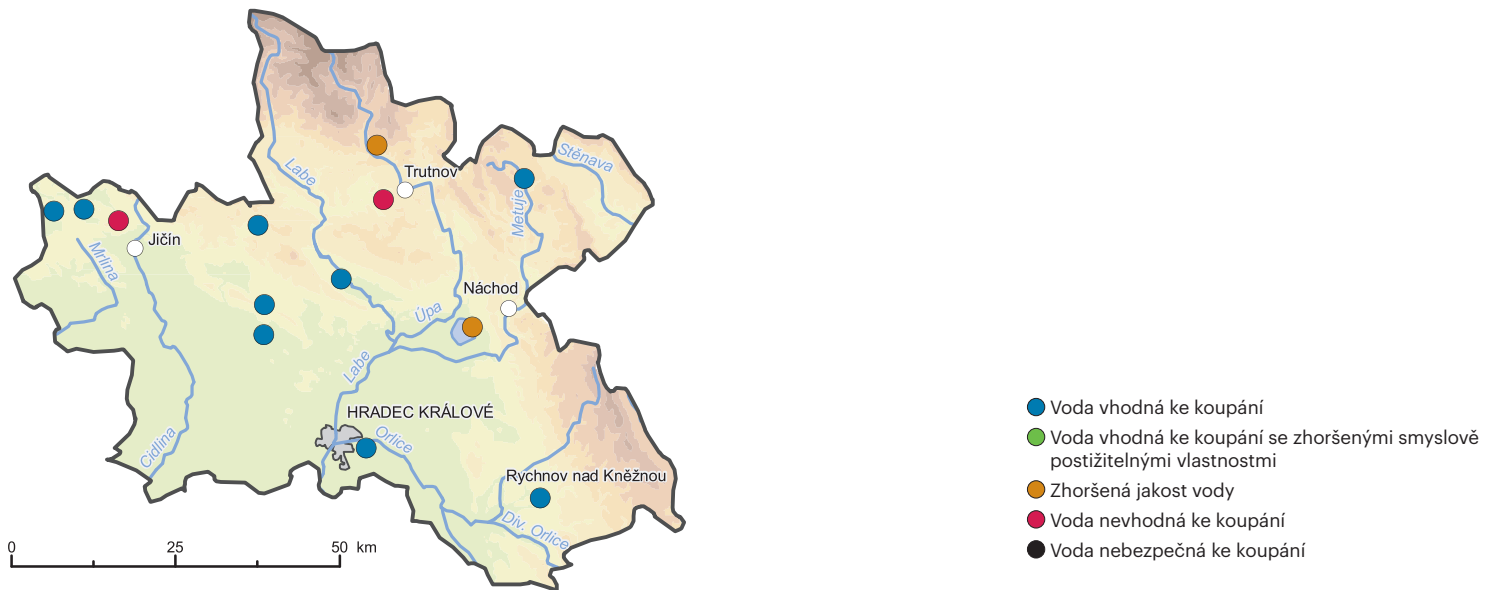 Labe
Trutnov
Stěnava
Metuje
Jičín
Mrlina
Náchod
Úpa
Labe
HRADEC KRÁLOVÉ
Orlice
Cidlina
Rychnov nad Kněžnou
Div. Orlice
0 25 50 km
Voda vhodná ke koupání
Voda vhodná ke koupání se zhoršenými smyslově
postižitelnými vlastnostmi
Zhoršená jakost vody
Voda nevhodná ke koupání
Voda nebezpečná ke koupání